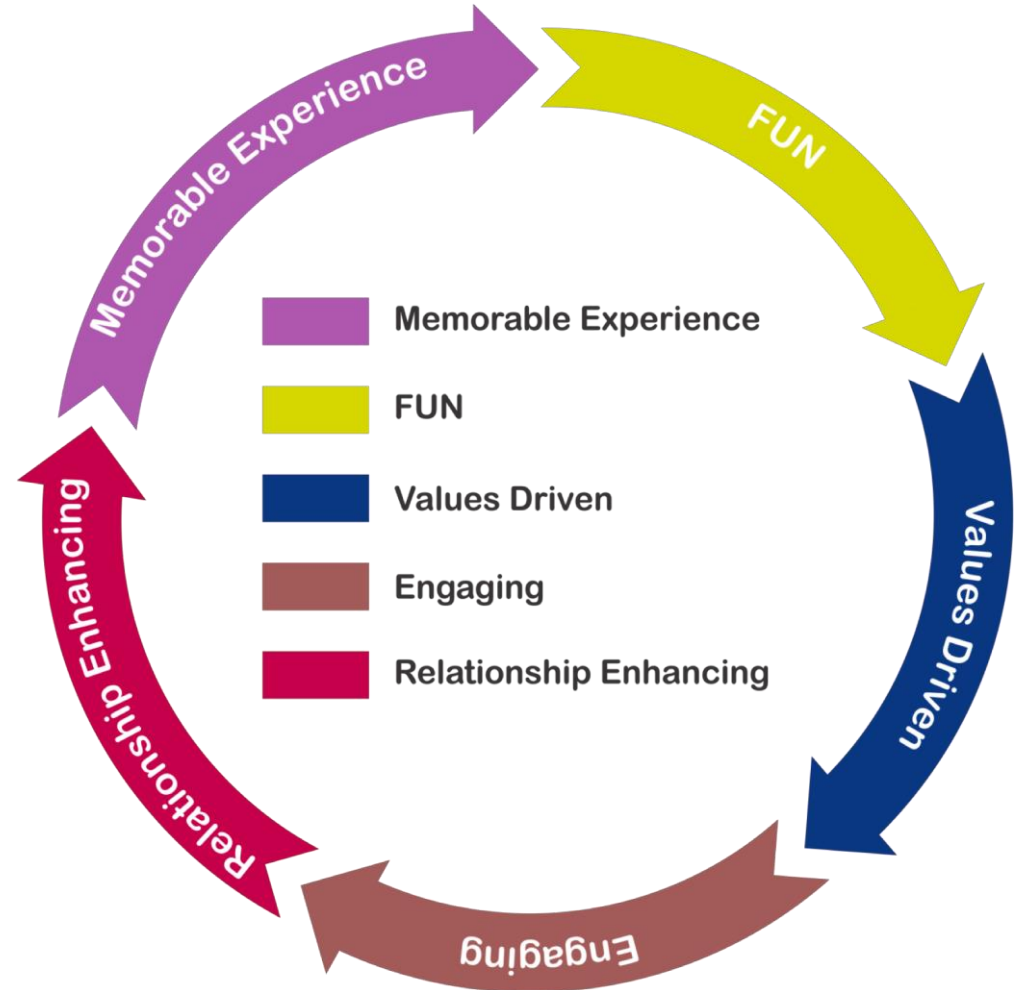 Memorable Experience
FUN
Values Driven
Engaging
Relationship Enhancing
Memorable Experience
FUN
Values Driven
Engaging
Relationship Enhancing